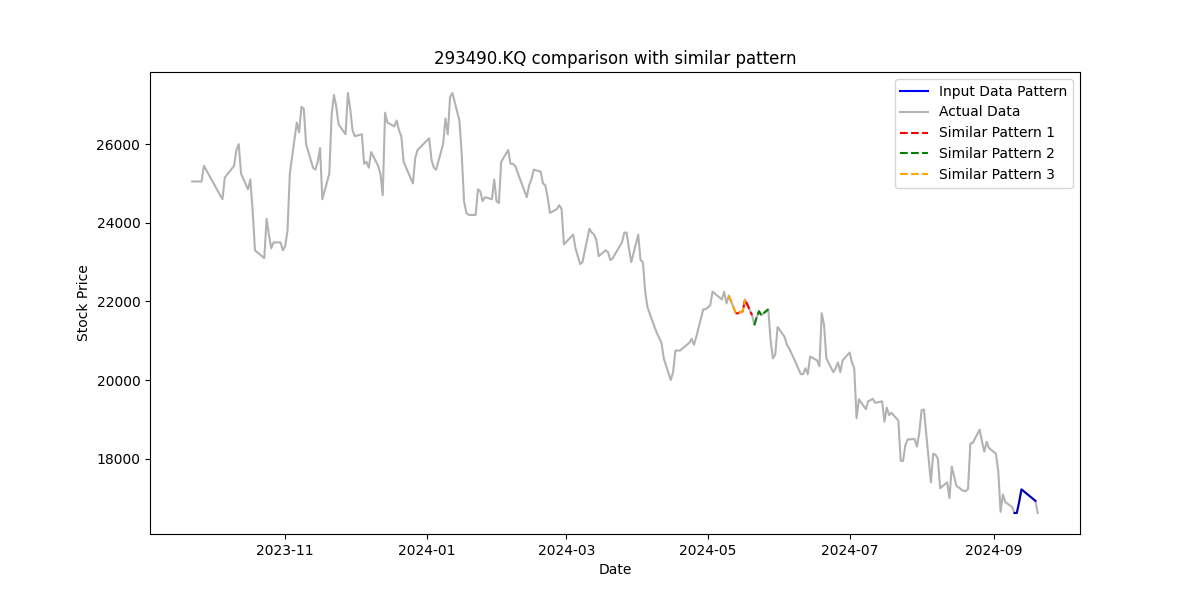 293490.KQ comparison with similar pattern
Input Data Pattern
Actual Data
Similar Pattern 1
Similar Pattern 2
Similar Pattern 3
Stock Price
26000
24000
22000
20000
18000
2023-11
2024-01
2024-03
2024-05
2024-07
2024-09
Date